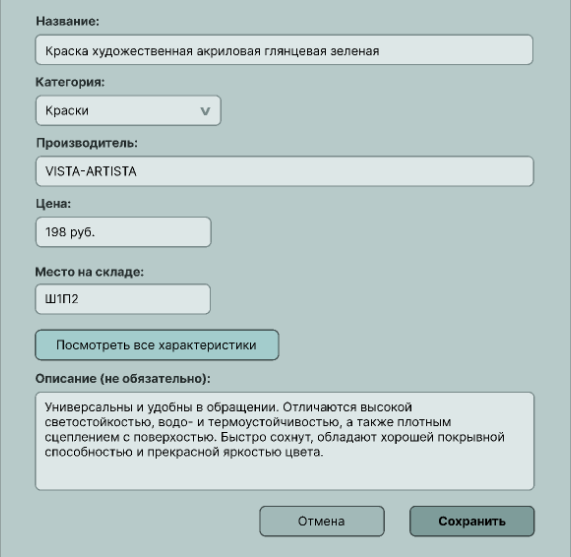 Название:
Краска художественная акриловая глянцевая зеленая
Категория:
Краски
Производитель:
VISTA-ARTISTA
Цена:
198 руб.
Место на складе:
Ш1П2
Посмотреть все характеристики
Описание (не обязательно):
Универсальны и удобны в обращении. Отличаются высокой
светостойкостью, водо- и термоустойчивостью, а также плотным
сцеплением с поверхостью. Быстро сохнут, обладают хорошей покрывной
способностью и прекрасной яркостью цвета.
Отмена
Сохранить